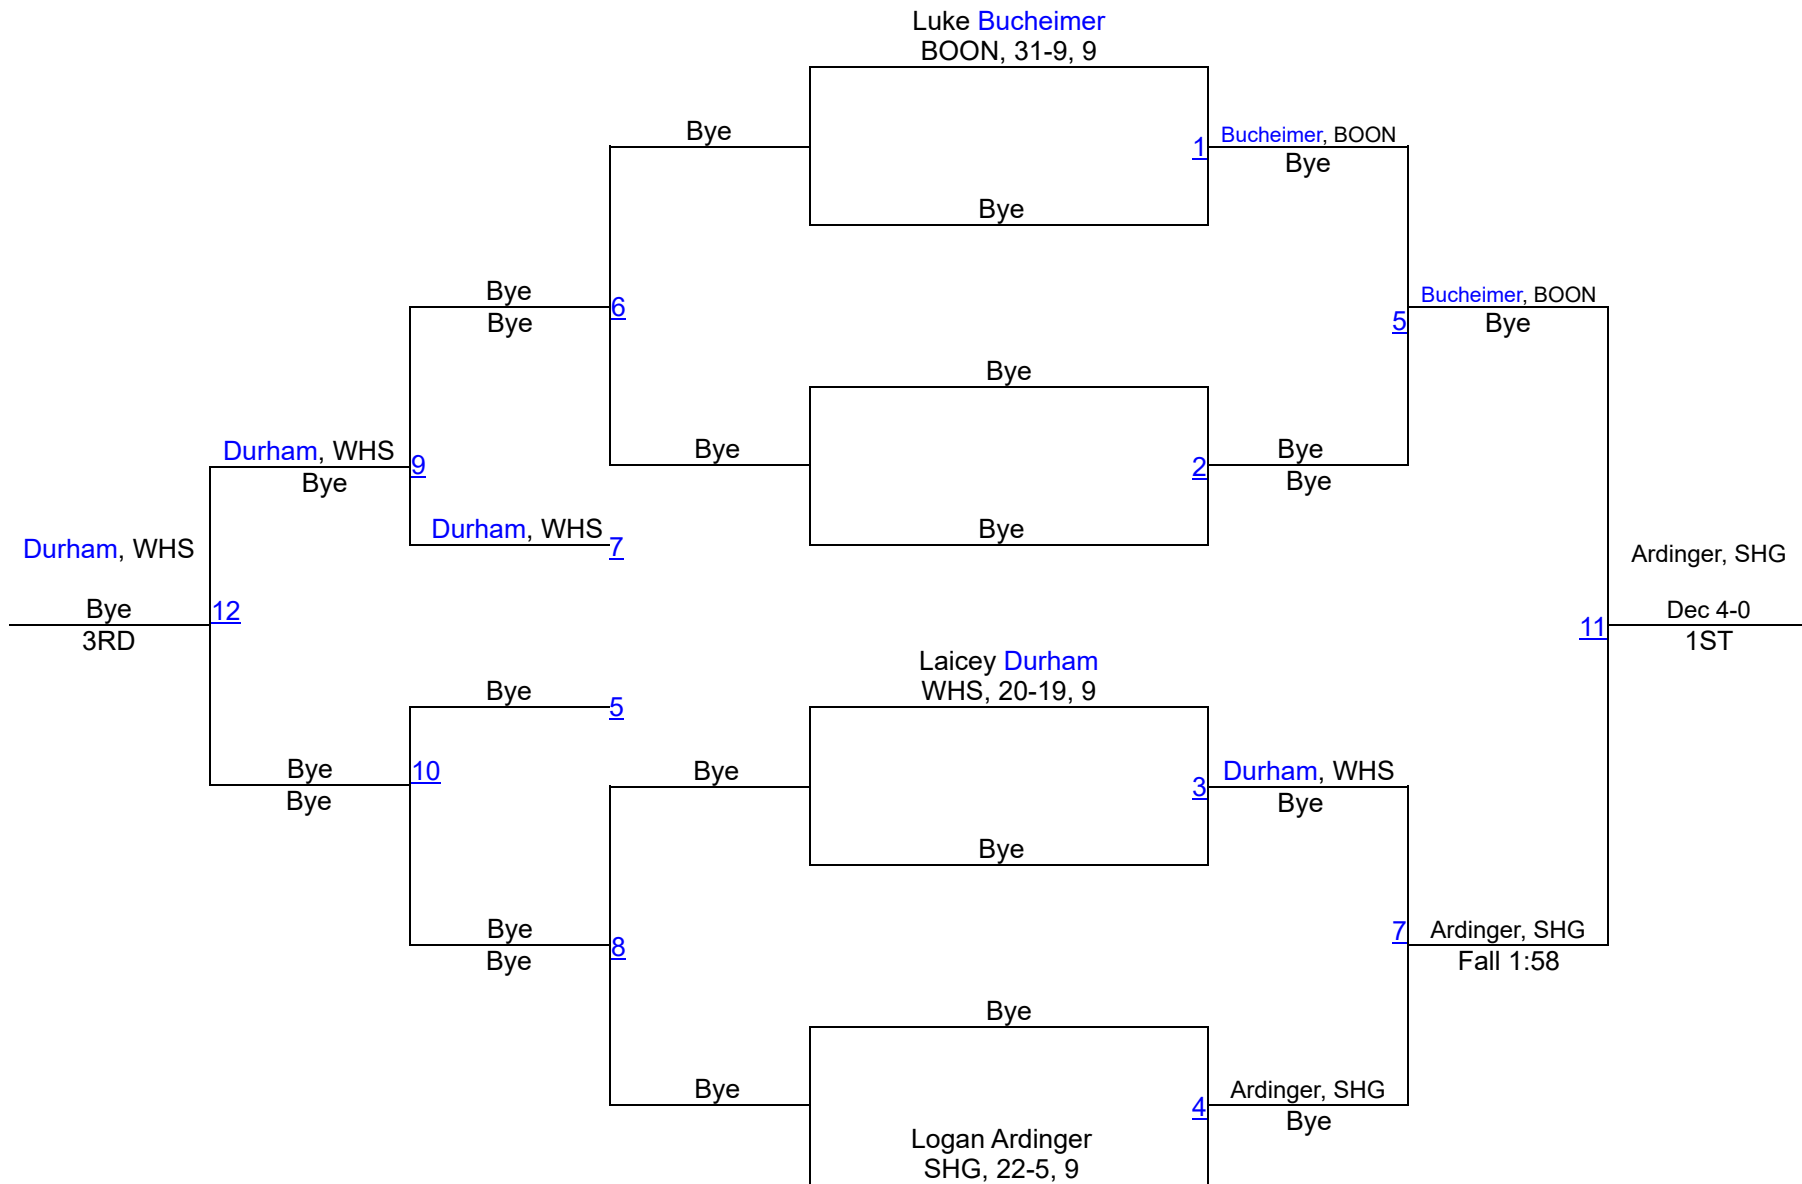 Luke Bucheimer
BOON, 31-9, 9
Bye
1
Bucheimer, BOON
Bye
Bye
Bye
Bye
6
Bucheimer, BOON
5
Bye
Bye
Bye
2
Bye
Bye
Bye
Durham, WHS
9
Bye
Durham, WHS
7
Durham, WHS
Bye
12
3RD
Ardinger, SHG
Dec 4-0
11
1ST
Laicey Durham
WHS, 20-19, 9
Bye
5
Bye
10
Bye
Bye
3
Durham, WHS
Bye
Bye
Bye
8
Bye
7
Ardinger, SHG
Fall 1:58
Bye
Bye
4
Ardinger, SHG
Bye
Logan Ardinger
SHG, 22-5, 9